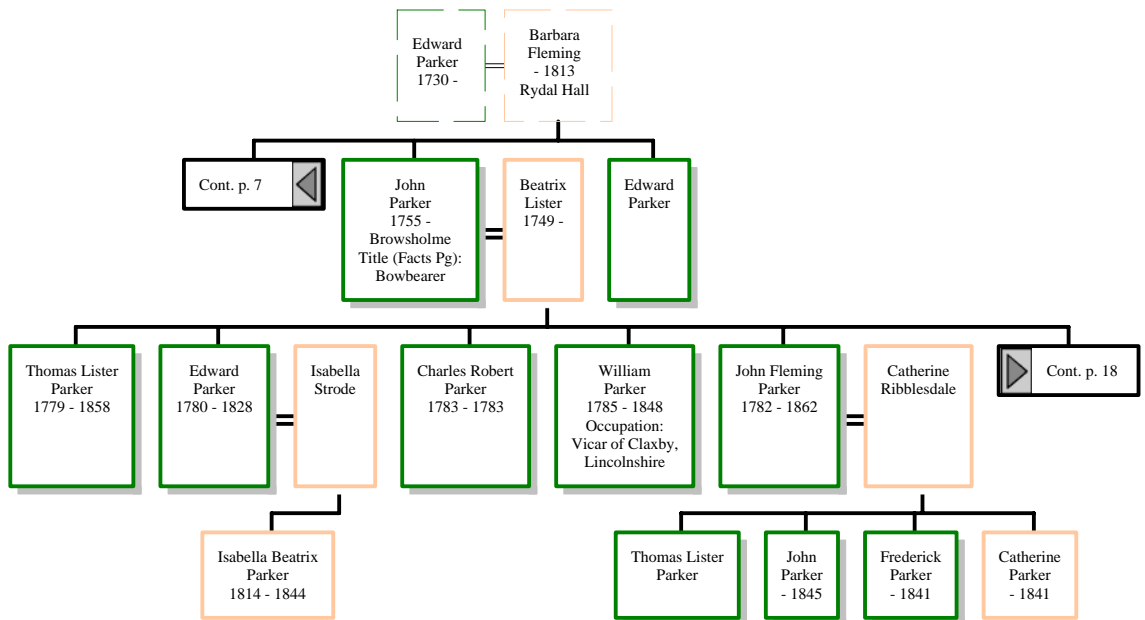 Edward
Parker
1730 -
Barbara
Fleming
- 1813
Rydal Hall
Cont. p. 7
John
Parker
1755 -
Browsholme
Title (Facts Pg):
Bowbearer
Beatrix
Lister
1749 -
Edward
Parker
Thomas Lister
Parker
1779 - 1858
Edward
Parker
1780 - 1828
Isabella
Strode
Charles Robert
Parker
1783 - 1783
William
Parker
1785 - 1848
Occupation:
Vicar of Claxby,
Lincolnshire
John Fleming
Parker
1782 - 1862
Catherine
Ribblesdale
Cont. p. 18
Isabella Beatrix
Parker
1814 - 1844
Thomas Lister
Parker
John
Parker
- 1845
Frederick
Parker
- 1841
Catherine
Parker
- 1841